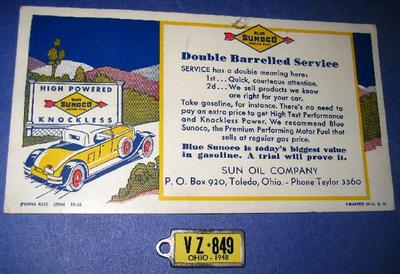 BLUE
SUNOCO
MOTOR FUEL
Double Barrelled Service
SERVICE has a double meaning here:
1st... Quick, courteous attention.
2d... We sell products we know
are right for your car.
Take gasoline, for instance. There's no need to
pay an extra price to get High Test Performance
and Knockless Power. We recommend Blue
Sunoco, the Premium Performing Motor Fuel that
sells at regular gas price.
Blue Sunoco is today's biggest value
in gasoline. A trial will prove it.
SUN OIL COMPANY
P. O. Box 920, Toledo, Ohio. - Phone Taylor 3560
HIGH POWERED
BLUE
SUNOCO
MOTOR FUEL
KNOCKLESS
PRINTED IN U. S. A.
VZ·849
OHIO-1948